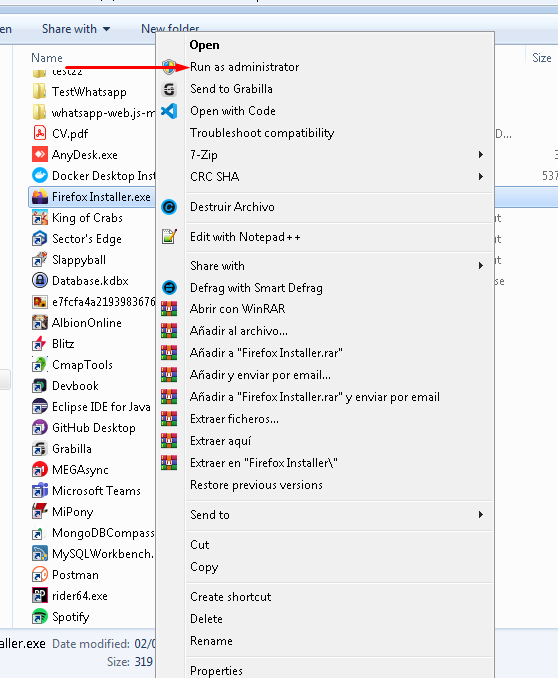 en Share with New folder
Name Size
test22
TestWhatsapp
whatsapp-web.js-m
CV.pdf D...
AnyDesk.exe
Docker Desktop Inst 537
Firefox Installer.exe
King of Crabs
Sector's Edge
Slappyball
Database.kdbx
e7fcfa4a2193983676
AlbionOnline
Blitz
CmapTools
Devbook
Eclipse IDE for Java
GitHub Desktop
Grabilla
MEGAsync
Microsoft Teams
MiPony
MongoDBCompass
MySQLWorkbench.
Postman
rider64.exe
Spotify
Open
Run as administrator
Send to Grabilla
Open with Code
Troubleshoot compatibility
7-Zip
CRC SHA
Destruir Archivo
Edit with Notepad++
Share with
Defrag with Smart Defrag
Abrir con WinRAR
Añadir al archivo...
Añadir a "Firefox Installer.rar"
Añadir y enviar por email...
Añadir a "Firefox Installer.rar" y enviar por email
Extraer ficheros...
Extraer aquí
Extraer en "Firefox Installer\"
Restore previous versions
Send to
Cut
Copy
Create shortcut
Delete
Rename
Properties
aller.exe Date modified: 02/0
Size: 319